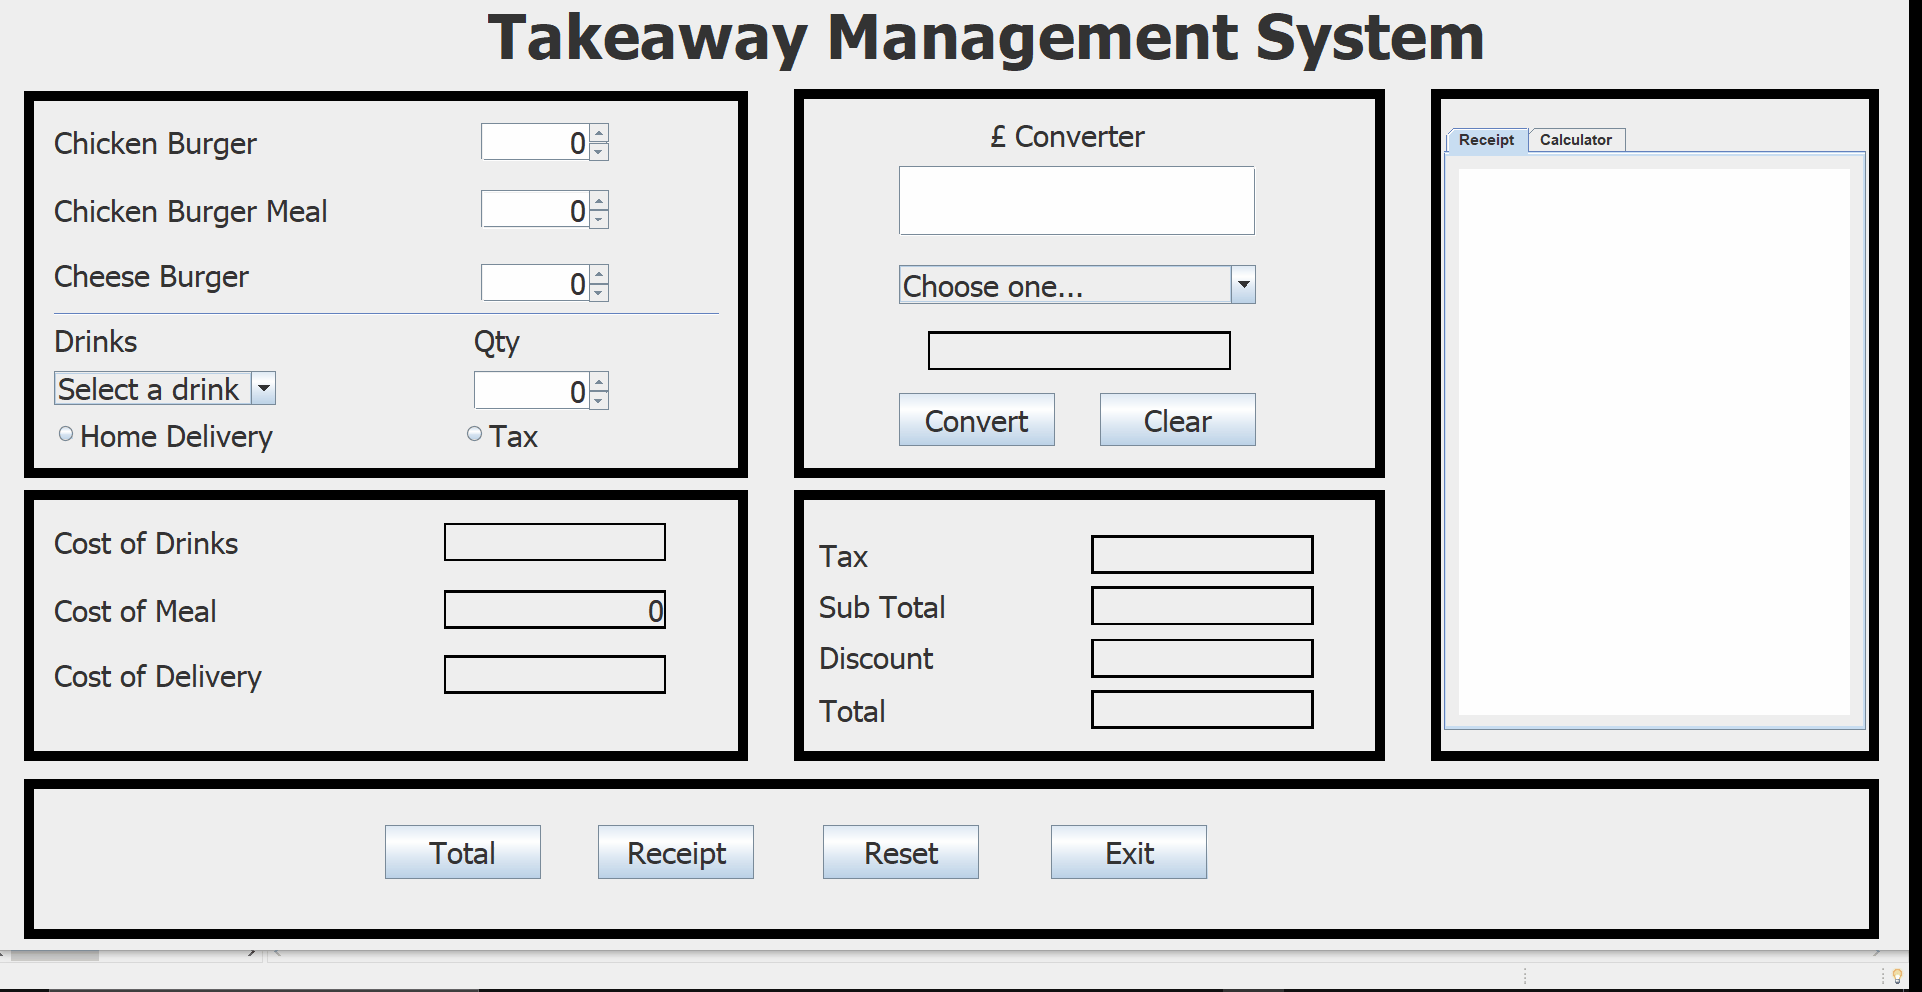 Takeaway Management System
Chicken Burger 0
Chicken Burger Meal 0
Cheese Burger 0
Drinks Qty
Select a drink 0
Home Delivery Tax
£ Converter
Choose one...
Convert Clear
Receipt Calculator
Cost of Drinks
Cost of Meal 0
Cost of Delivery
Tax
Sub Total
Discount
Total
Total Receipt Reset Exit